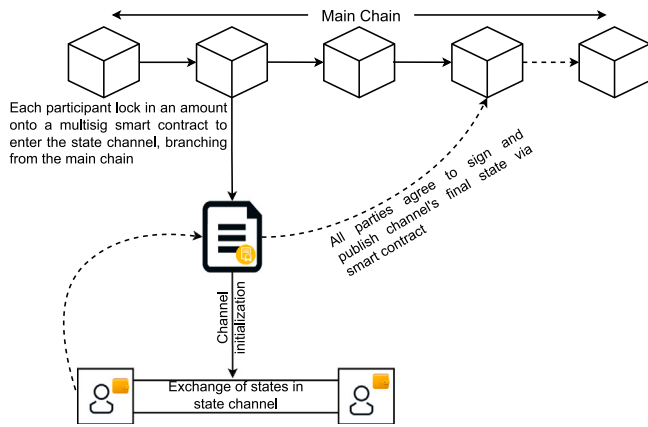 Main Chain
Each participant lock in an amount
onto a multisig smart contract to
enter the state channel, branching
from the main chain
All parties agree to sign and
publish channel's final state via
smart contract
Channel
initialization
Exchange of states in
state channel